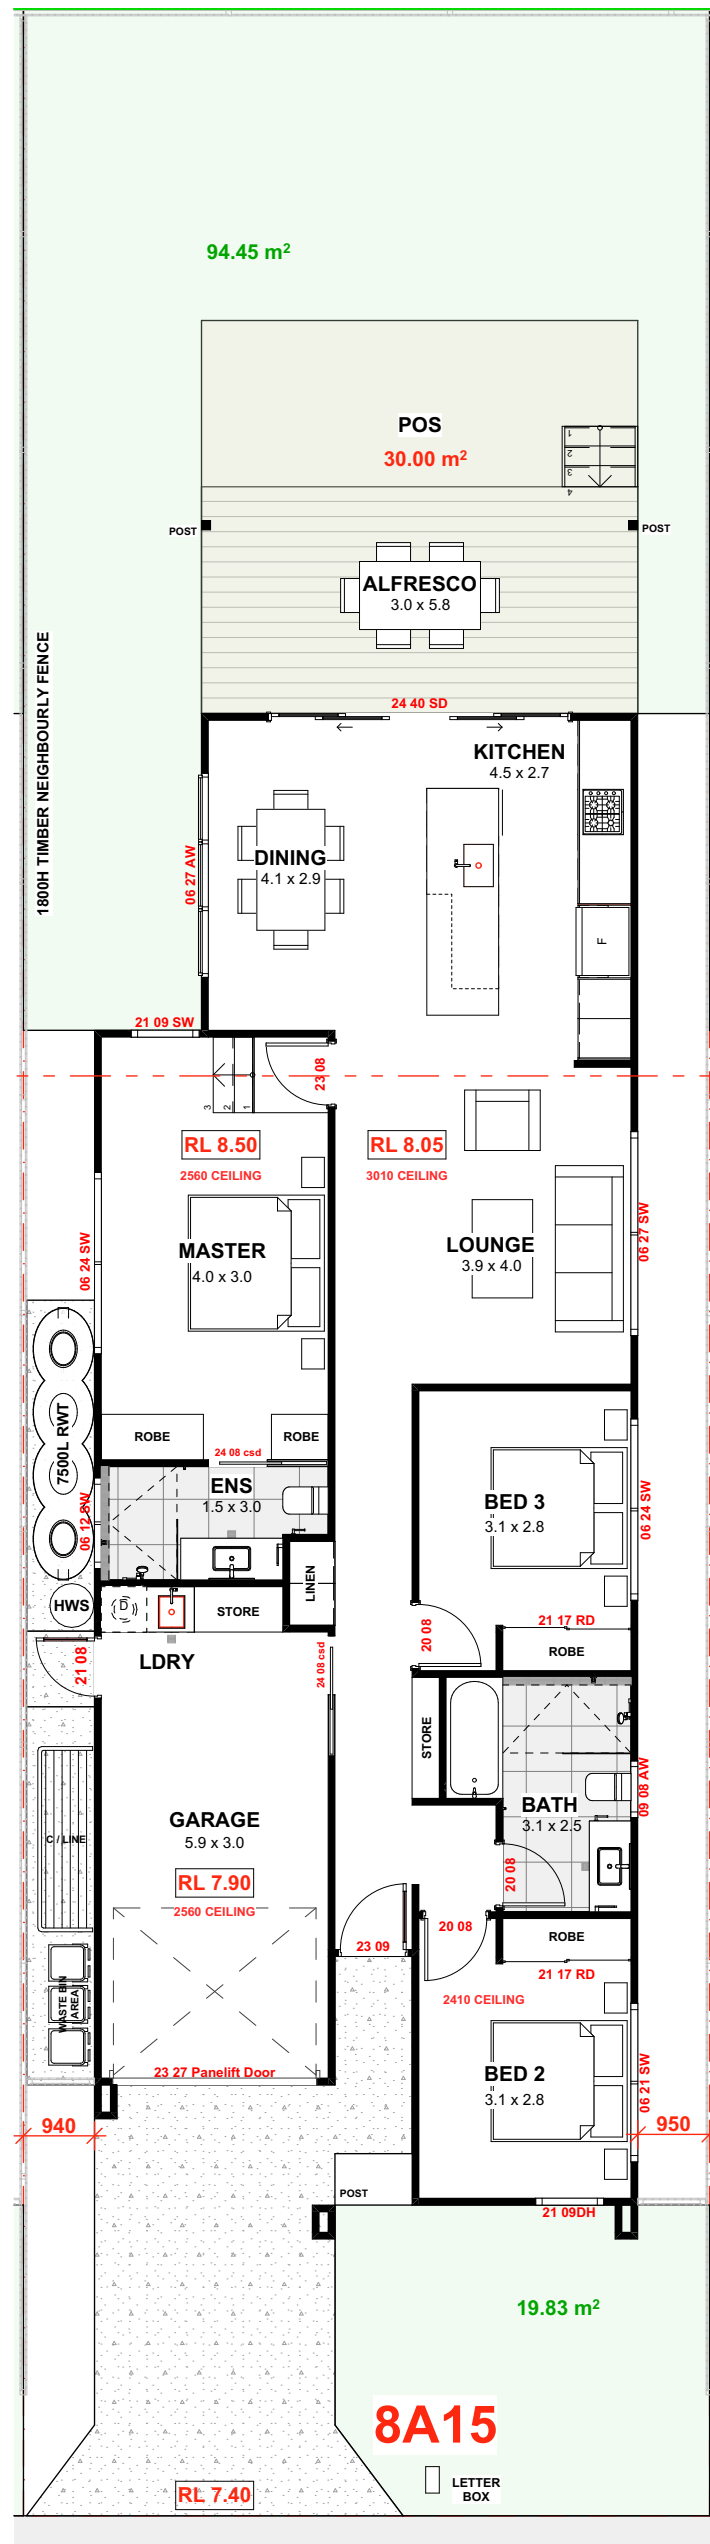 94.45 m²
POS
30.00 m²
1
2
3
4
POST
POST
ALFRESCO
3.0 x 5.8
1800H TIMBER NEIGHBOURLY FENCE
24 40 SD
KITCHEN
4.5 x 2.7
DINING
4.1 x 2.9
06 27 AW
F
21 09 SW
23 08
3
2
1
RL 8.50
2560 CEILING
RL 8.05
3010 CEILING
06 24 SW
MASTER
4.0 x 3.0
LOUNGE
3.9 x 4.0
06 27 SW
7500L RWT
ROBE
ROBE
24 08 csd
ENS
1.5 x 3.0
06 12 SW
BED 3
3.1 x 2.8
06 24 SW
HWS
D
STORE
LINEN
LDRY
21 08
24 08 csd
20 08
21 17 RD
ROBE
STORE
C / LINE
GARAGE
5.9 x 3.0
RL 7.90
2560 CEILING
BATH
3.1 x 2.5
09 08 AW
20 08
WASTE BIN
AREA
23 09
20 08
ROBE
21 17 RD
2410 CEILING
23 27 Panelift Door
BED 2
3.1 x 2.8
06 21 SW
940
950
POST
21 09DH
19.83 m²
8A15
RL 7.40
LETTER
BOX